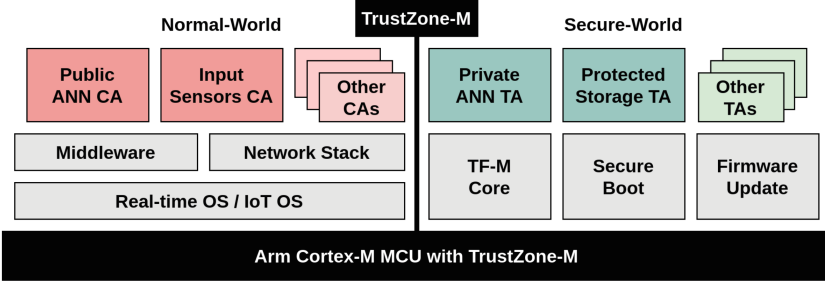 TrustZone-M
Normal-World
Secure-World
Public
ANN CA
Input
Sensors CA
Other
CAs
Private
ANN TA
Protected
Storage TA
Other
TAs
Middleware
Network Stack
TF-M
Core
Secure
Boot
Firmware
Update
Real-time OS / IoT OS
Arm Cortex-M MCU with TrustZone-M